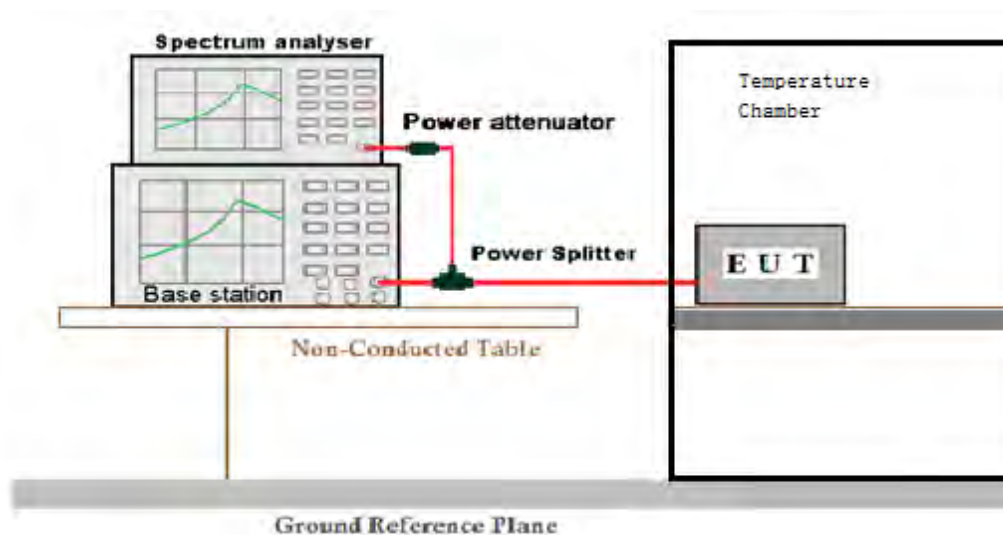 Spectrum analyser
Temperature
Chamber
Power attenuator
Power Splitter
E U T
Base station
Non-Conducted Table
Ground Reference Plane